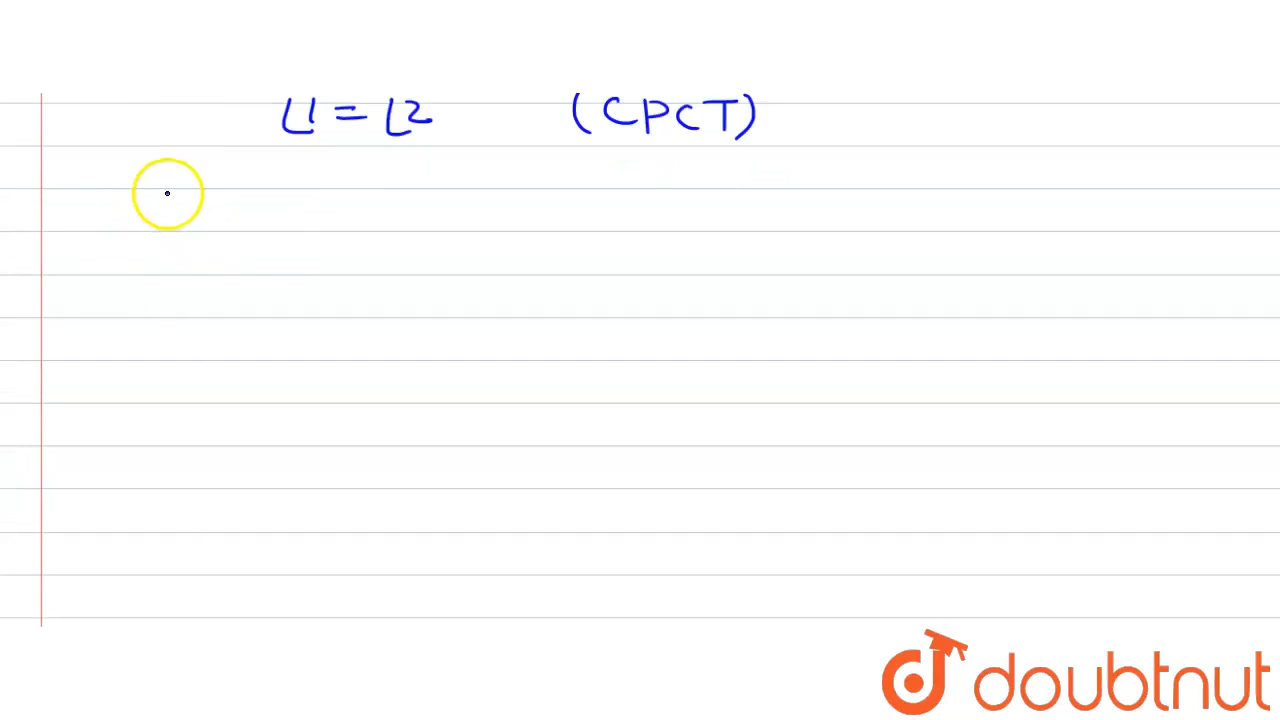 ∠1 = ∠2 (CPCT)
doubtnut